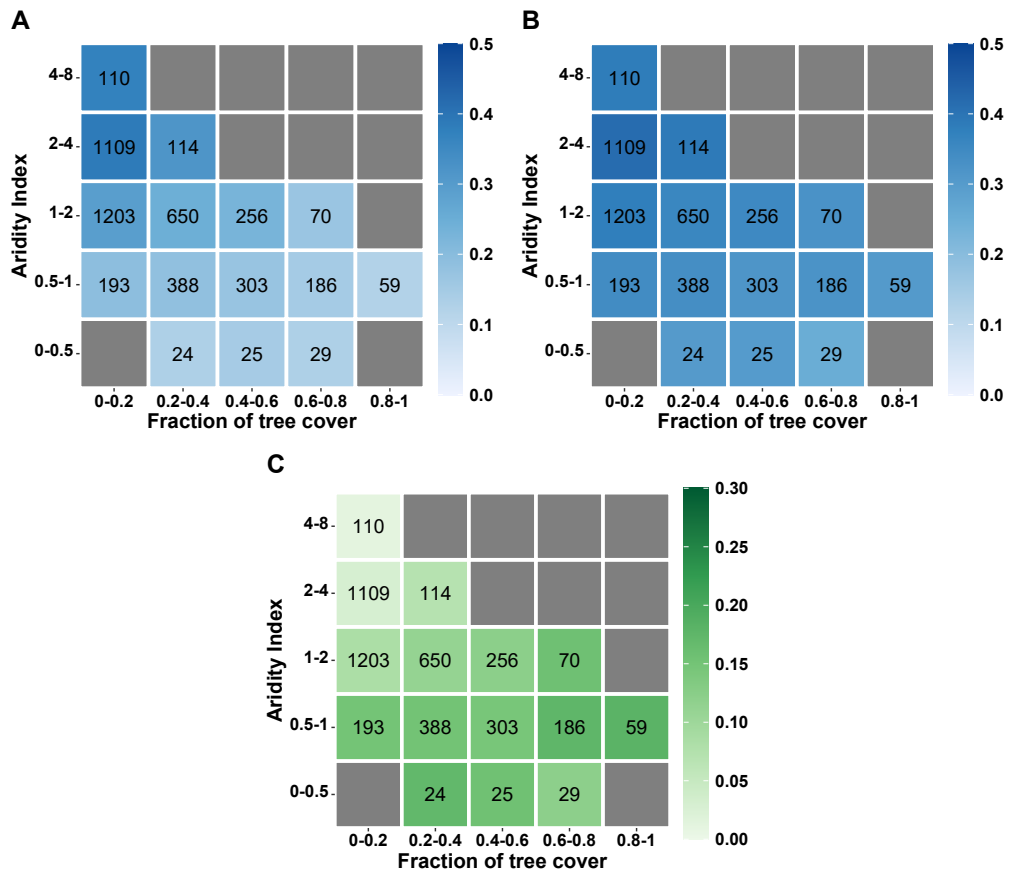 A
Aridity Index
4-8
110
2-4
1109 114
1-2
1203 650 256 70
0.5-1
193 388 303 186 59
0-0.5
24 25 29
0-0.2 0.2-0.4 0.4-0.6 0.6-0.8 0.8-1
Fraction of tree cover
0.5
0.4
0.3
0.2
0.1
0.0
B
Aridity Index
4-8
110
2-4
1109 114
1-2
1203 650 256 70
0.5-1
193 388 303 186 59
0-0.5
24 25 29
0-0.2 0.2-0.4 0.4-0.6 0.6-0.8 0.8-1
Fraction of tree cover
0.5
0.4
0.3
0.2
0.1
0.0
C
Aridity Index
4-8
110
2-4
1109 114
1-2
1203 650 256 70
0.5-1
193 388 303 186 59
0-0.5
24 25 29
0-0.2 0.2-0.4 0.4-0.6 0.6-0.8 0.8-1
Fraction of tree cover
0.30
0.25
0.20
0.15
0.10
0.05
0.00